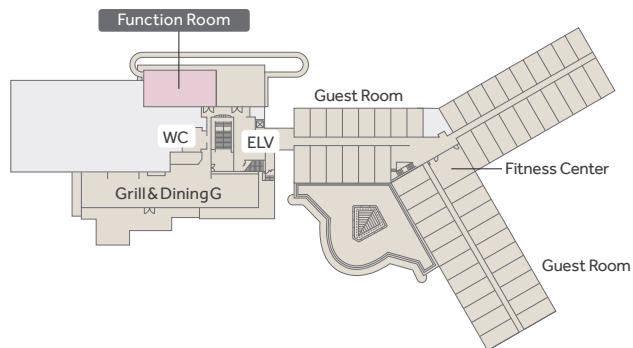 Function Room
Guest Room
WC
ELV
Fitness Center
Grill & Dining G
Guest Room